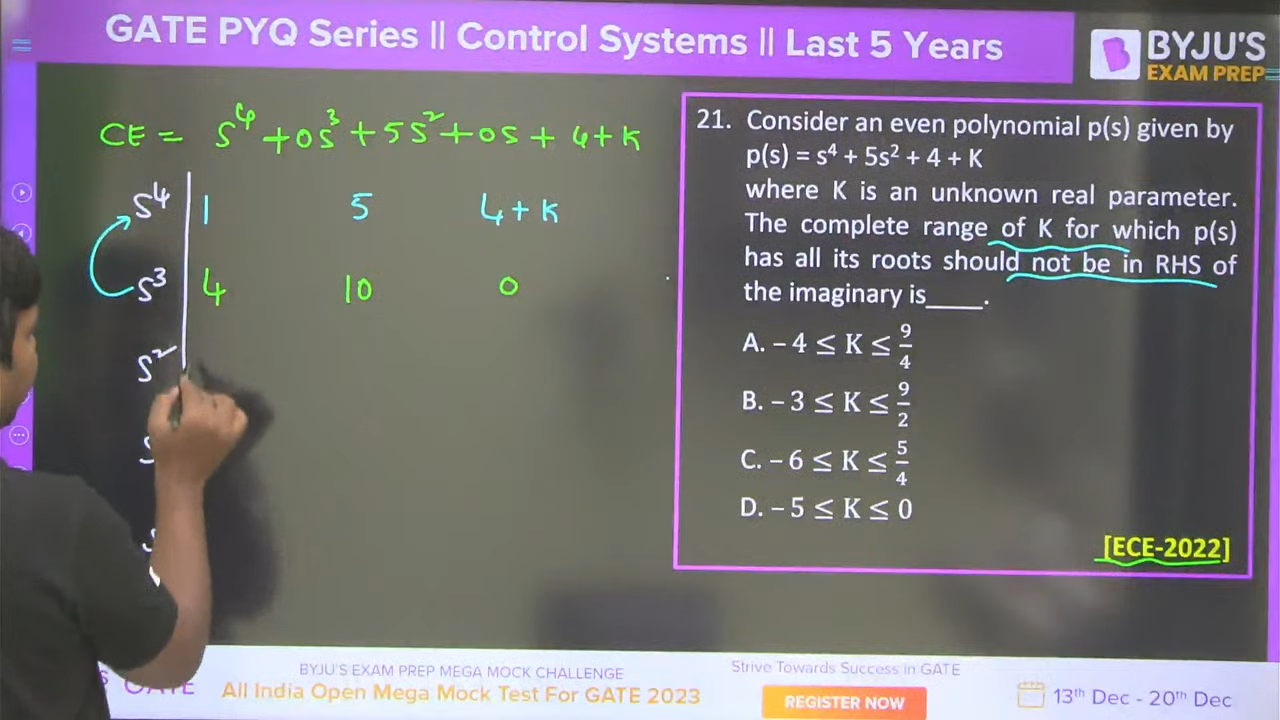 GATE PYQ Series || Control Systems || Last 5 Years
BYJU'S
EXAM PREP
CE = S⁴ + 0S³ + 5S² + 0S + 4 + K
S⁴ 1 5 4 + K
S³ 4 10 0
S²
21. Consider an even polynomial p(s) given by
p(s) = s⁴ + 5s² + 4 + K
where K is an unknown real parameter.
The complete range of K for which p(s)
has all its roots should not be in RHS of
the imaginary is____.
A. – 4 ≤ K ≤ 9/4
B. – 3 ≤ K ≤ 9/2
C. – 6 ≤ K ≤ 5/4
D. – 5 ≤ K ≤ 0
[ECE-2022]
BYJU'S EXAM PREP MEGA MOCK CHALLENGE
All India Open Mega Mock Test For GATE 2023
Strive Towards Success in GATE
REGISTER NOW
13th Dec - 20th Dec